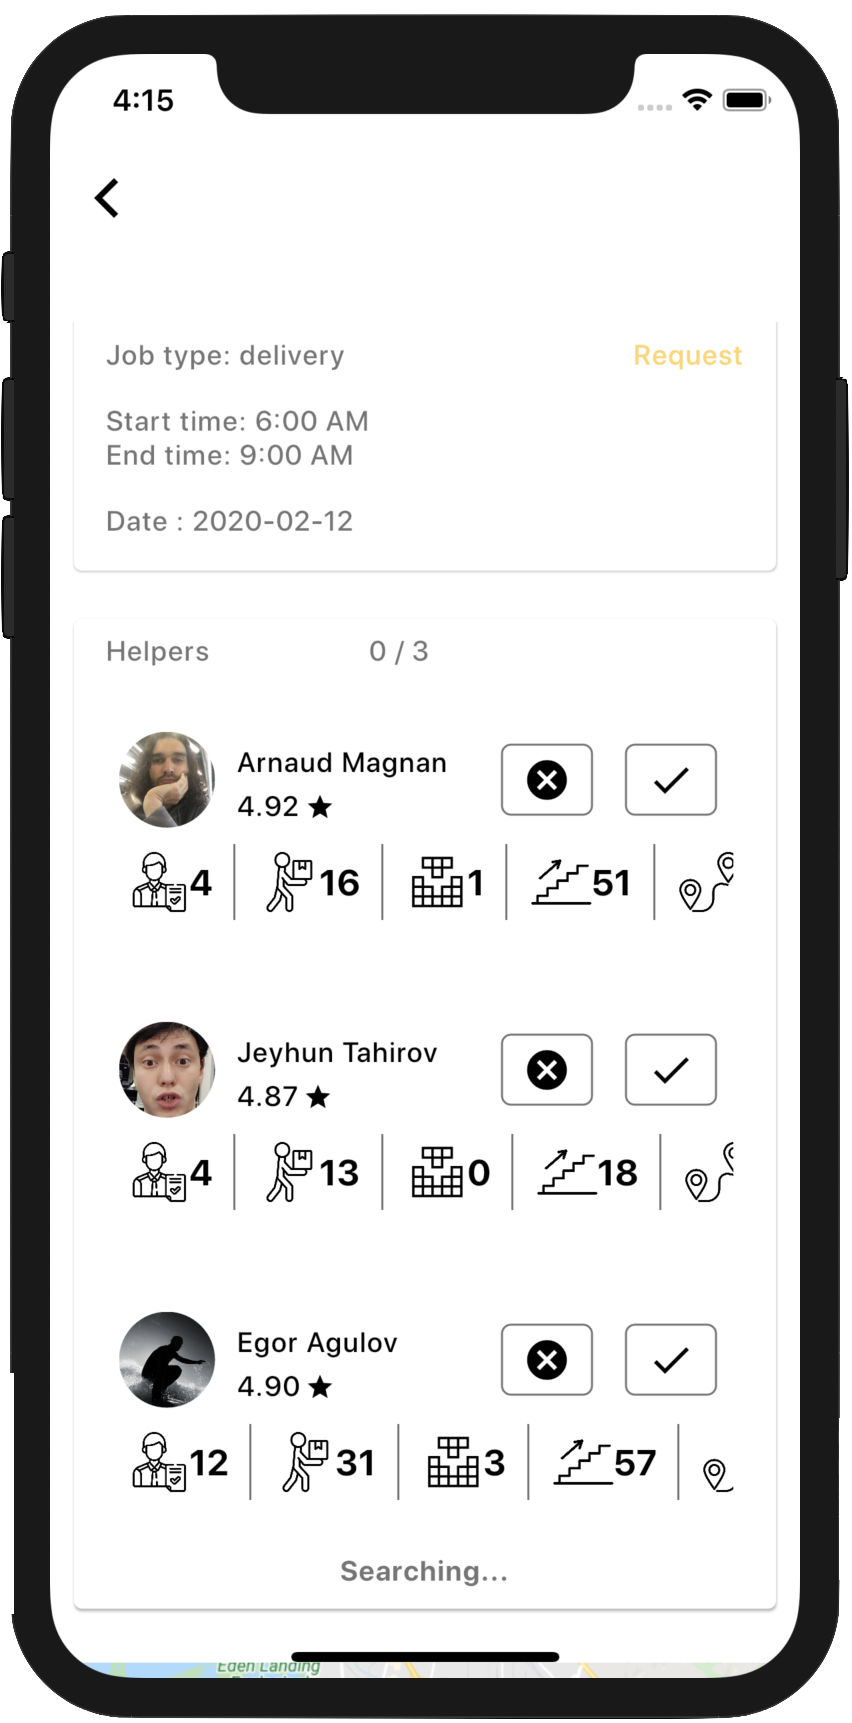 4:15
Job type: delivery
Request
Start time: 6:00 AM
End time: 9:00 AM
Date : 2020-02-12
Helpers 0 / 3
Arnaud Magnan
4.92
4 16 1 51
Jeyhun Tahirov
4.87
4 13 0 18
Egor Agulov
4.90
12 31 3 57
Searching...
Eden Landing